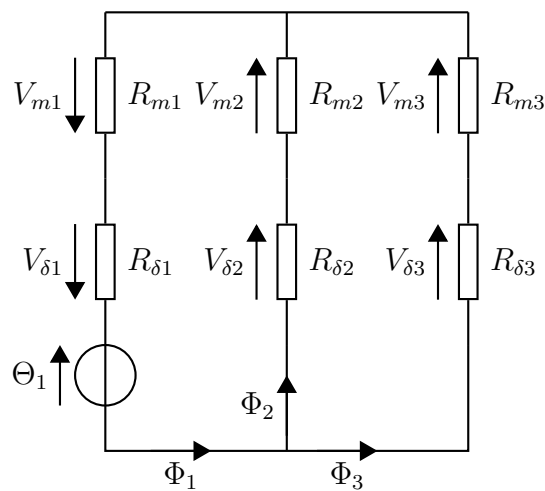 V_{m1} R_{m1} V_{m2} R_{m2} V_{m3} R_{m3}
V_{δ1} R_{δ1} V_{δ2} R_{δ2} V_{δ3} R_{δ3}
Θ_1
Φ_2
Φ_1 Φ_3